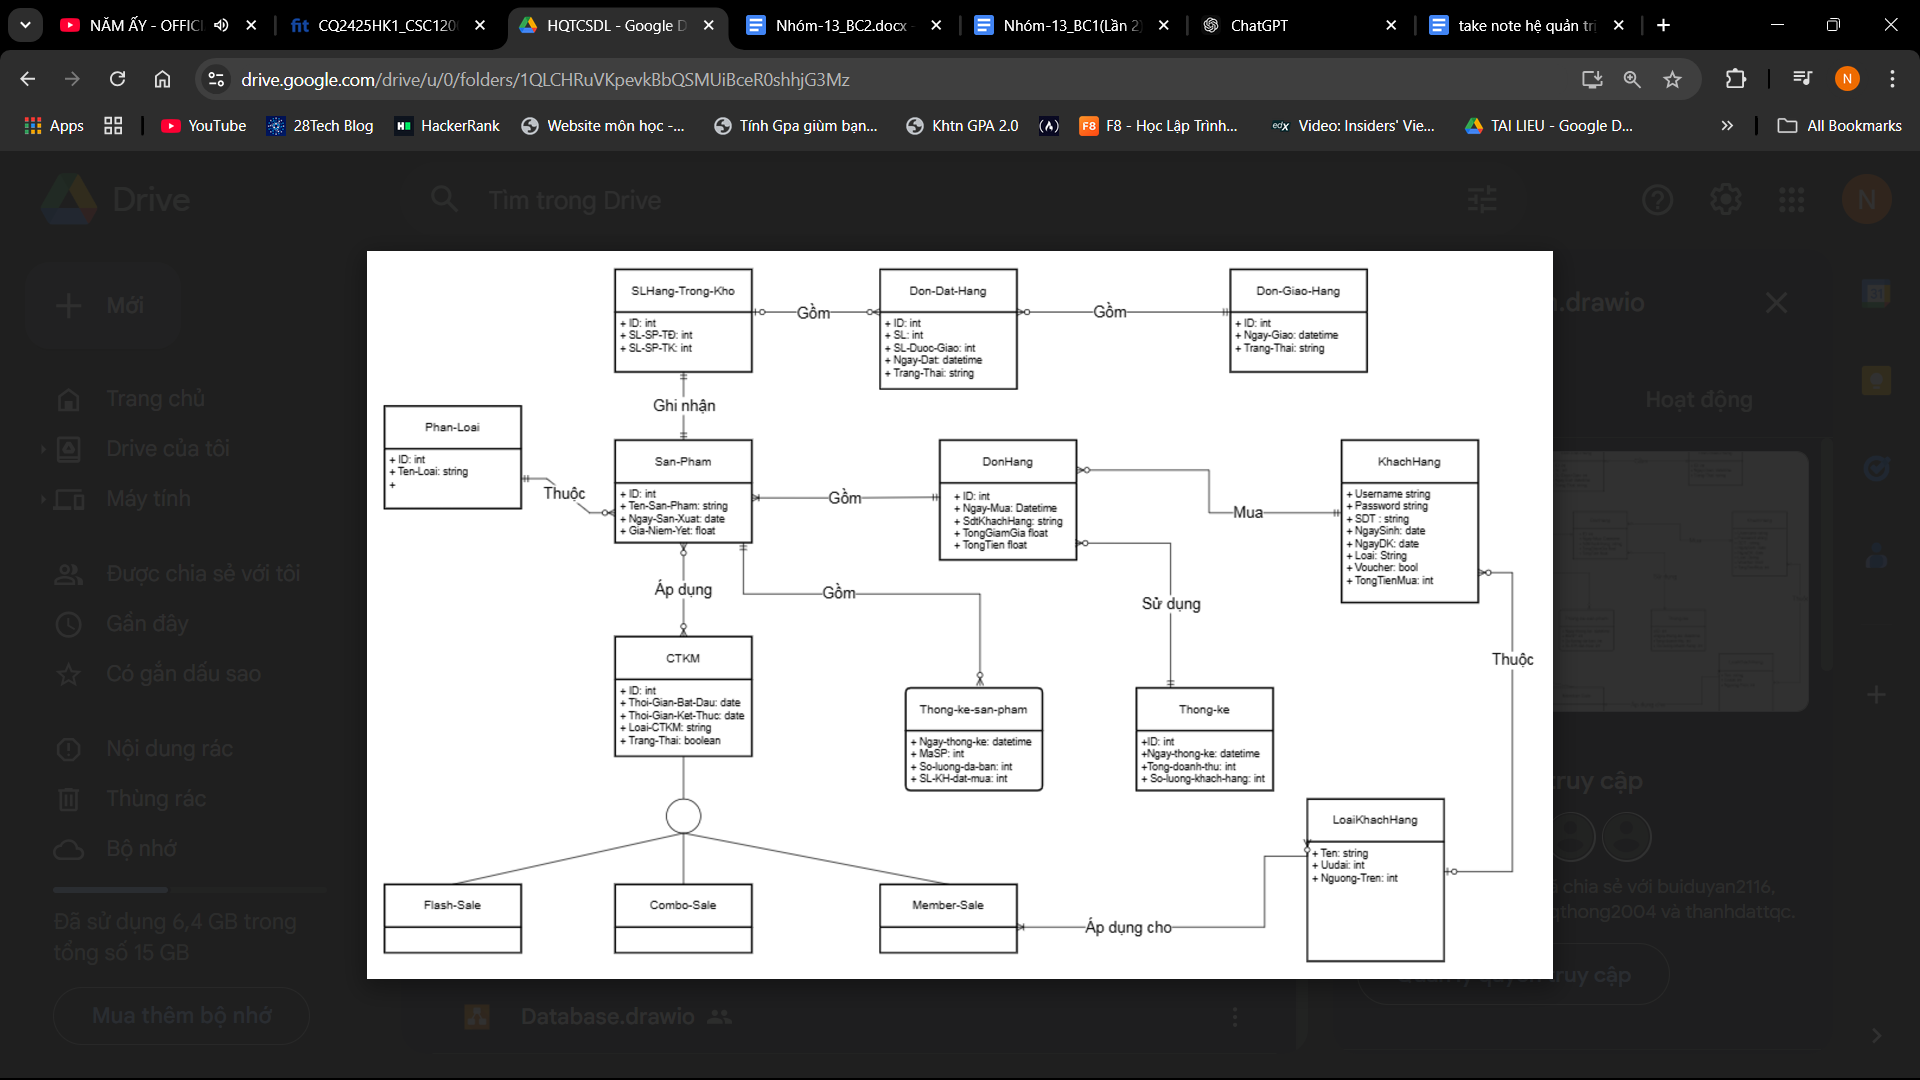 NĂM ẤY - OFFIC
CQ2425HK1_CSC120
HQTCSDL - Google D
Nhóm-13_BC2.docx -
Nhóm-13_BC1(Lần 2)
ChatGPT
take note hệ quản trị
drive.google.com/drive/u/0/folders/1QLCHRuVKpevkBbQSMUiBceR0shhjG3Mz
N
Apps
YouTube
28Tech Blog
HackerRank
Website môn học -...
Tính Gpa giùm bạn...
Khtn GPA 2.0
F8 - Học Lập Trình...
Video: Insiders' Vie...
TAI LIEU - Google D...
All Bookmarks
Drive
Tìm trong Drive
N
Mới
Trang chủ
Drive của tôi
Máy tính
Được chia sẻ với tôi
Gần đây
Có gắn dấu sao
Nội dung rác
Thùng rác
Bộ nhớ
Đã sử dụng 6,4 GB trong
tổng số 15 GB
Mua thêm bộ nhớ
SLHang-Trong-Kho
+ ID: int
+ SL-SP-TĐ: int
+ SL-SP-TK: int
Gồm
Don-Dat-Hang
+ ID: int
+ SL: int
+ SL-Duoc-Giao: int
+ Ngay-Dat: datetime
+ Trang-Thai: string
Gồm
Don-Giao-Hang
+ ID: int
+ Ngay-Giao: datetime
+ Trang-Thai: string
Ghi nhận
Phan-Loai
+ ID: int
+ Ten-Loai: string
+
Thuộc
San-Pham
+ ID: int
+ Ten-San-Pham: string
+ Ngay-San-Xuat: date
+ Gia-Niem-Yet: float
Gồm
DonHang
+ ID: int
+ Ngay-Mua: Datetime
+ SdtKhachHang: string
+ TongGiamGia float
+ TongTien float
Mua
KhachHang
+ Username string
+ Password string
+ SDT : string
+ NgaySinh: date
+ NgayDK: date
+ Loai: String
+ Voucher: bool
+ TongTienMua: int
Áp dụng
Gồm
Sử dụng
Thuộc
CTKM
+ ID: int
+ Thoi-Gian-Bat-Dau: date
+ Thoi-Gian-Ket-Thuc: date
+ Loai-CTKM: string
+ Trang-Thai: boolean
Thong-ke-san-pham
+ Ngay-thong-ke: datetime
+ MaSP: int
+ So-luong-da-ban: int
+ SL-KH-dat-mua: int
Thong-ke
+ID: int
+Ngay-thong-ke: datetime
+Tong-doanh-thu: int
+ So-luong-khach-hang: int
LoaiKhachHang
+ Ten: string
+ Uudai: int
+ Nguong-Tren: int
Flash-Sale
Combo-Sale
Member-Sale
Áp dụng cho
.drawio
Hoạt động
truy cập
chia sẻ với buiduyan2116,
qthong2004 và thanhdattqc.
truy cập
Database.drawio